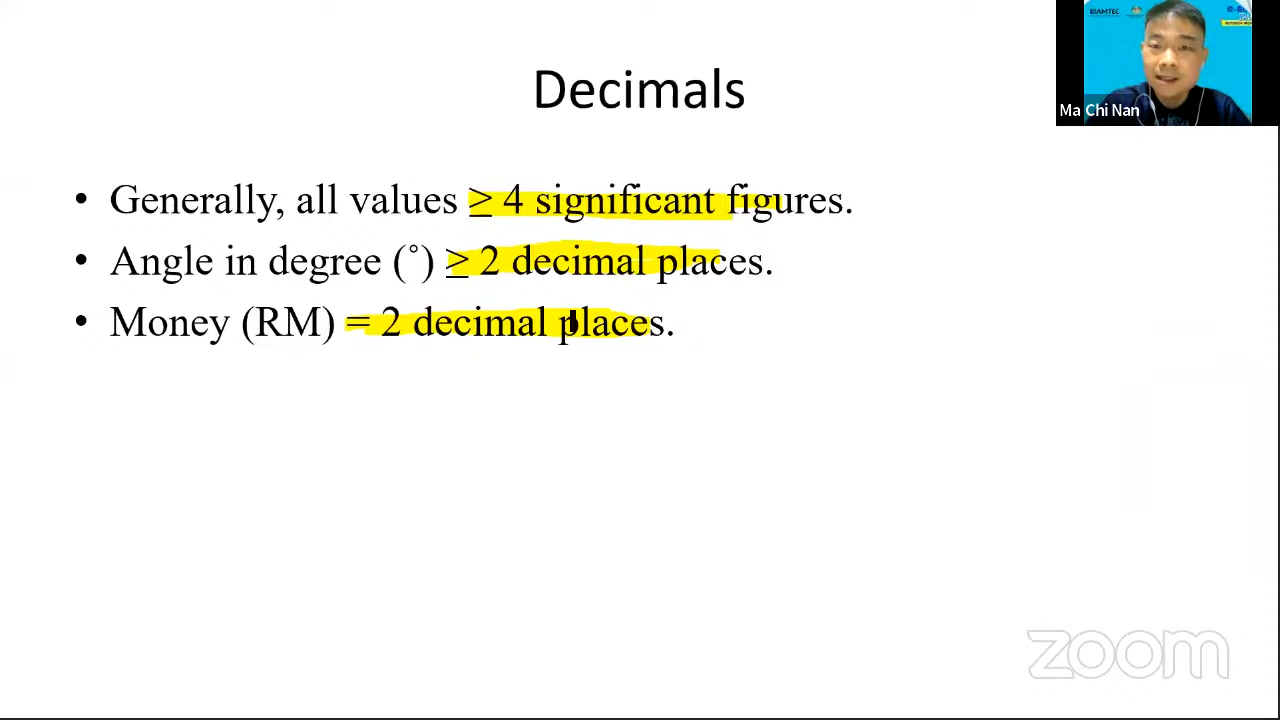 SEAMTEC
Ma Chi Nan
Decimals
• Generally, all values ≥ 4 significant figures.
• Angle in degree (˚) ≥ 2 decimal places.
• Money (RM) = 2 decimal places.
zoom